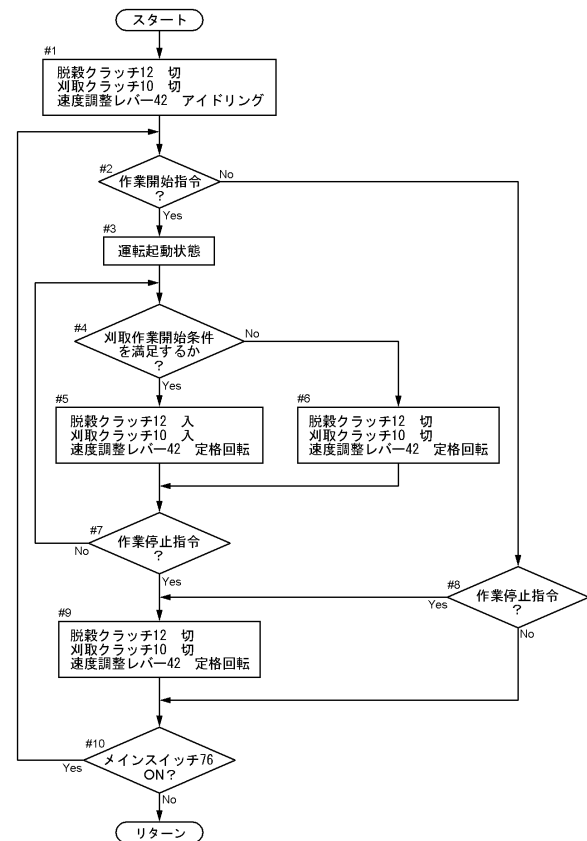 スタート
#1
脱穀クラッチ12 切
刈取クラッチ10 切
速度調整レバー42 アイドリング
#2
作業開始指令
?
No
Yes
#3
運転起動状態
#4
刈取作業開始条件
を満足するか
?
No
Yes
#5
脱穀クラッチ12 入
刈取クラッチ10 入
速度調整レバー42 定格回転
#6
脱穀クラッチ12 切
刈取クラッチ10 切
速度調整レバー42 定格回転
#7
作業停止指令
?
No
Yes
#8
作業停止指令
?
Yes
No
#9
脱穀クラッチ12 切
刈取クラッチ10 切
速度調整レバー42 定格回転
#10
メインスイッチ76
ON?
Yes
No
リターン